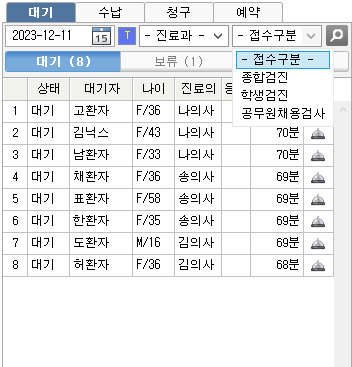 대기 수납 청구 예약
2023-12-11 15 T - 진료과 - - 접수구분
대기 (8) 보류 (1)
- 접수구분 -
종합검진
학생검진
공무원채용검사
상태 대기자 나이 진료의
1 대기 고환자 F/36 나의사
2 대기 김닉스 F/43 나의사 70분
3 대기 남환자 F/33 나의사 70분
4 대기 채환자 F/36 송의사 69분
5 대기 표환자 F/58 송의사 69분
6 대기 한환자 F/35 송의사 69분
7 대기 도환자 M/16 김의사 69분
8 대기 허환자 F/36 김의사 68분